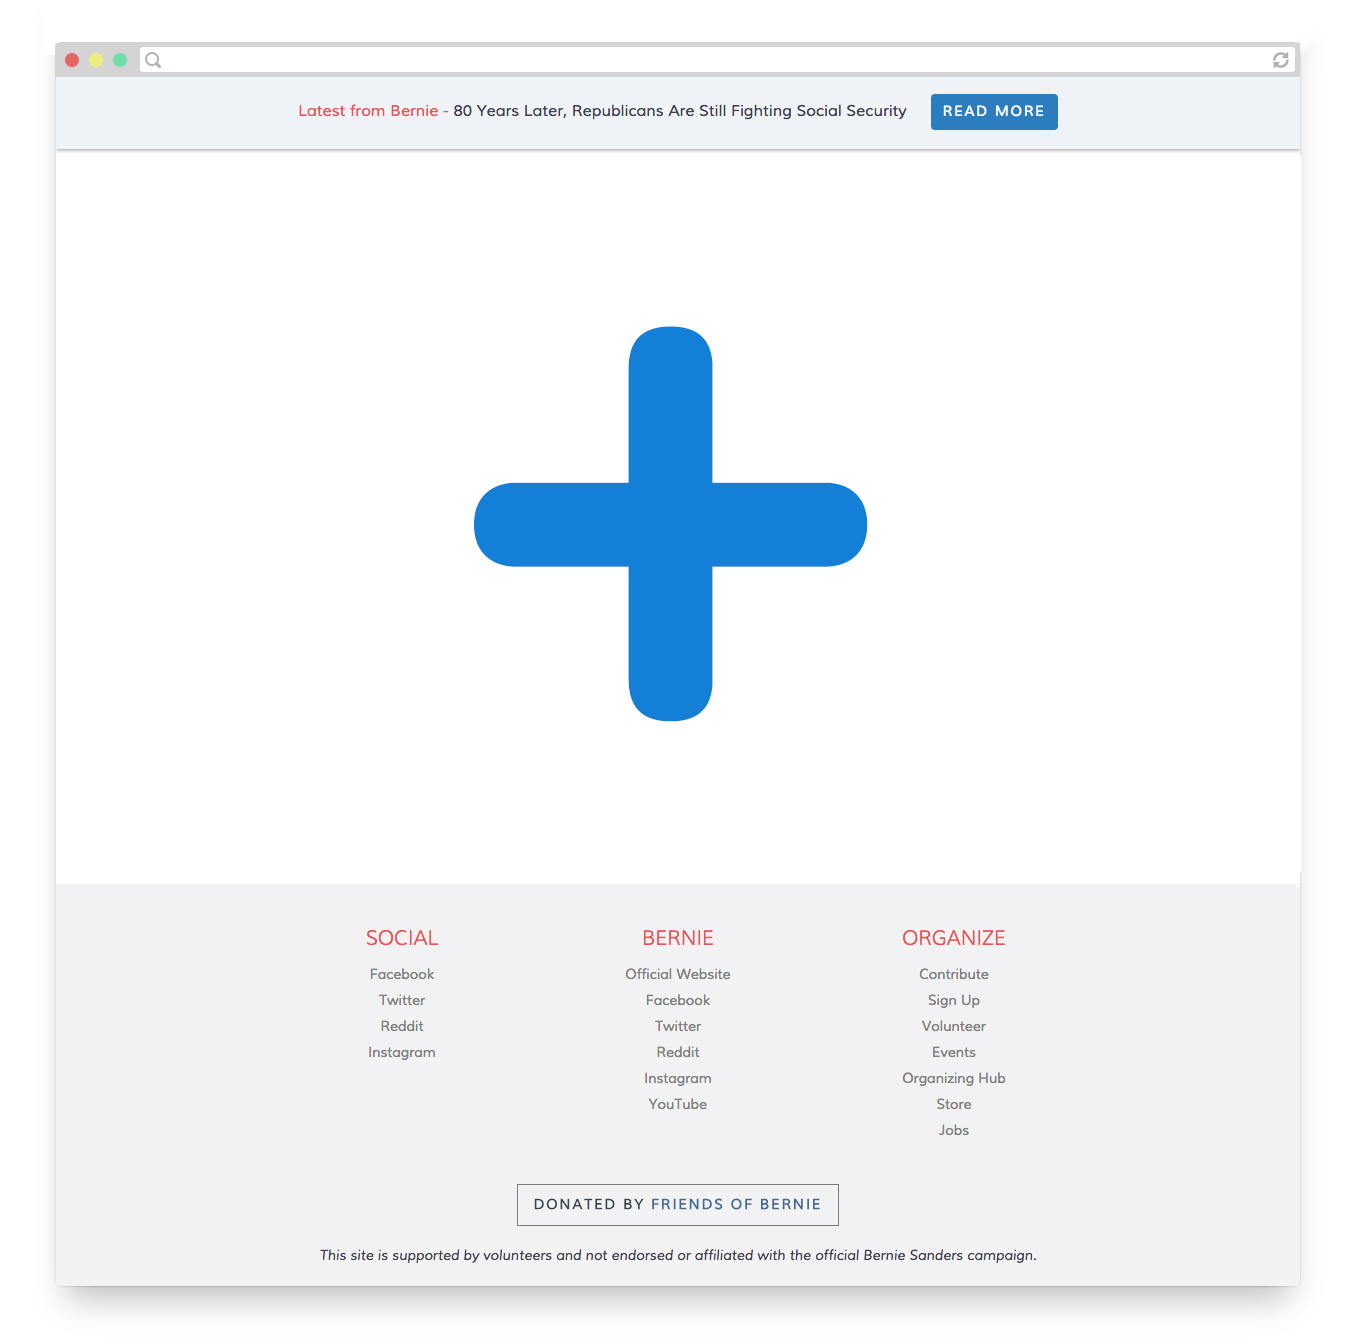 Latest from Bernie - 80 Years Later, Republicans Are Still Fighting Social Security READ MORE
SOCIAL
Facebook
Twitter
Reddit
Instagram
BERNIE
Official Website
Facebook
Twitter
Reddit
Instagram
YouTube
ORGANIZE
Contribute
Sign Up
Volunteer
Events
Organizing Hub
Store
Jobs
DONATED BY FRIENDS OF BERNIE
This site is supported by volunteers and not endorsed or affiliated with the official Bernie Sanders campaign.